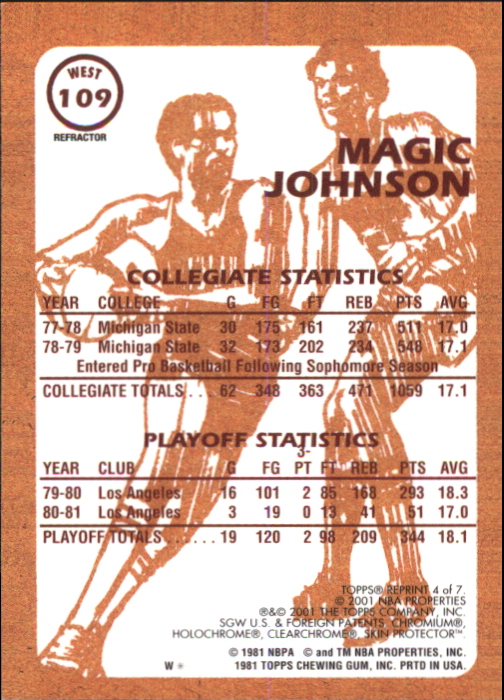 WEST
109
REFRACTOR
MAGIC
JOHNSON
COLLEGIATE STATISTICS
YEAR COLLEGE G FG FT REB PTS AVG
77-78 Michigan State 30 175 161 237 511 17.0
78-79 Michigan State 32 173 202 234 548 17.1
Entered Pro Basketball Following Sophomore Season
COLLEGIATE TOTALS... 62 348 363 471 1059 17.1
PLAYOFF STATISTICS
3-
YEAR CLUB G FG PT FT REB PTS AVG
79-80 Los Angeles 16 101 2 85 168 293 18.3
80-81 Los Angeles 3 19 0 13 41 51 17.0
PLAYOFF TOTALS...... 19 120 2 98 209 344 18.1
TOPPS® REPRINT 4 of 7.
© 2001 NBA PROPERTIES
®&© 2001 THE TOPPS COMPANY, INC.
SGW U.S. & FOREIGN PATENTS, CHROMIUM®,
HOLOCHROME®, CLEARCHROME®, SKIN PROTECTOR™.
© 1981 NBPA © and TM NBA PROPERTIES, INC.
W * 1981 TOPPS CHEWING GUM, INC. PRTD IN USA.